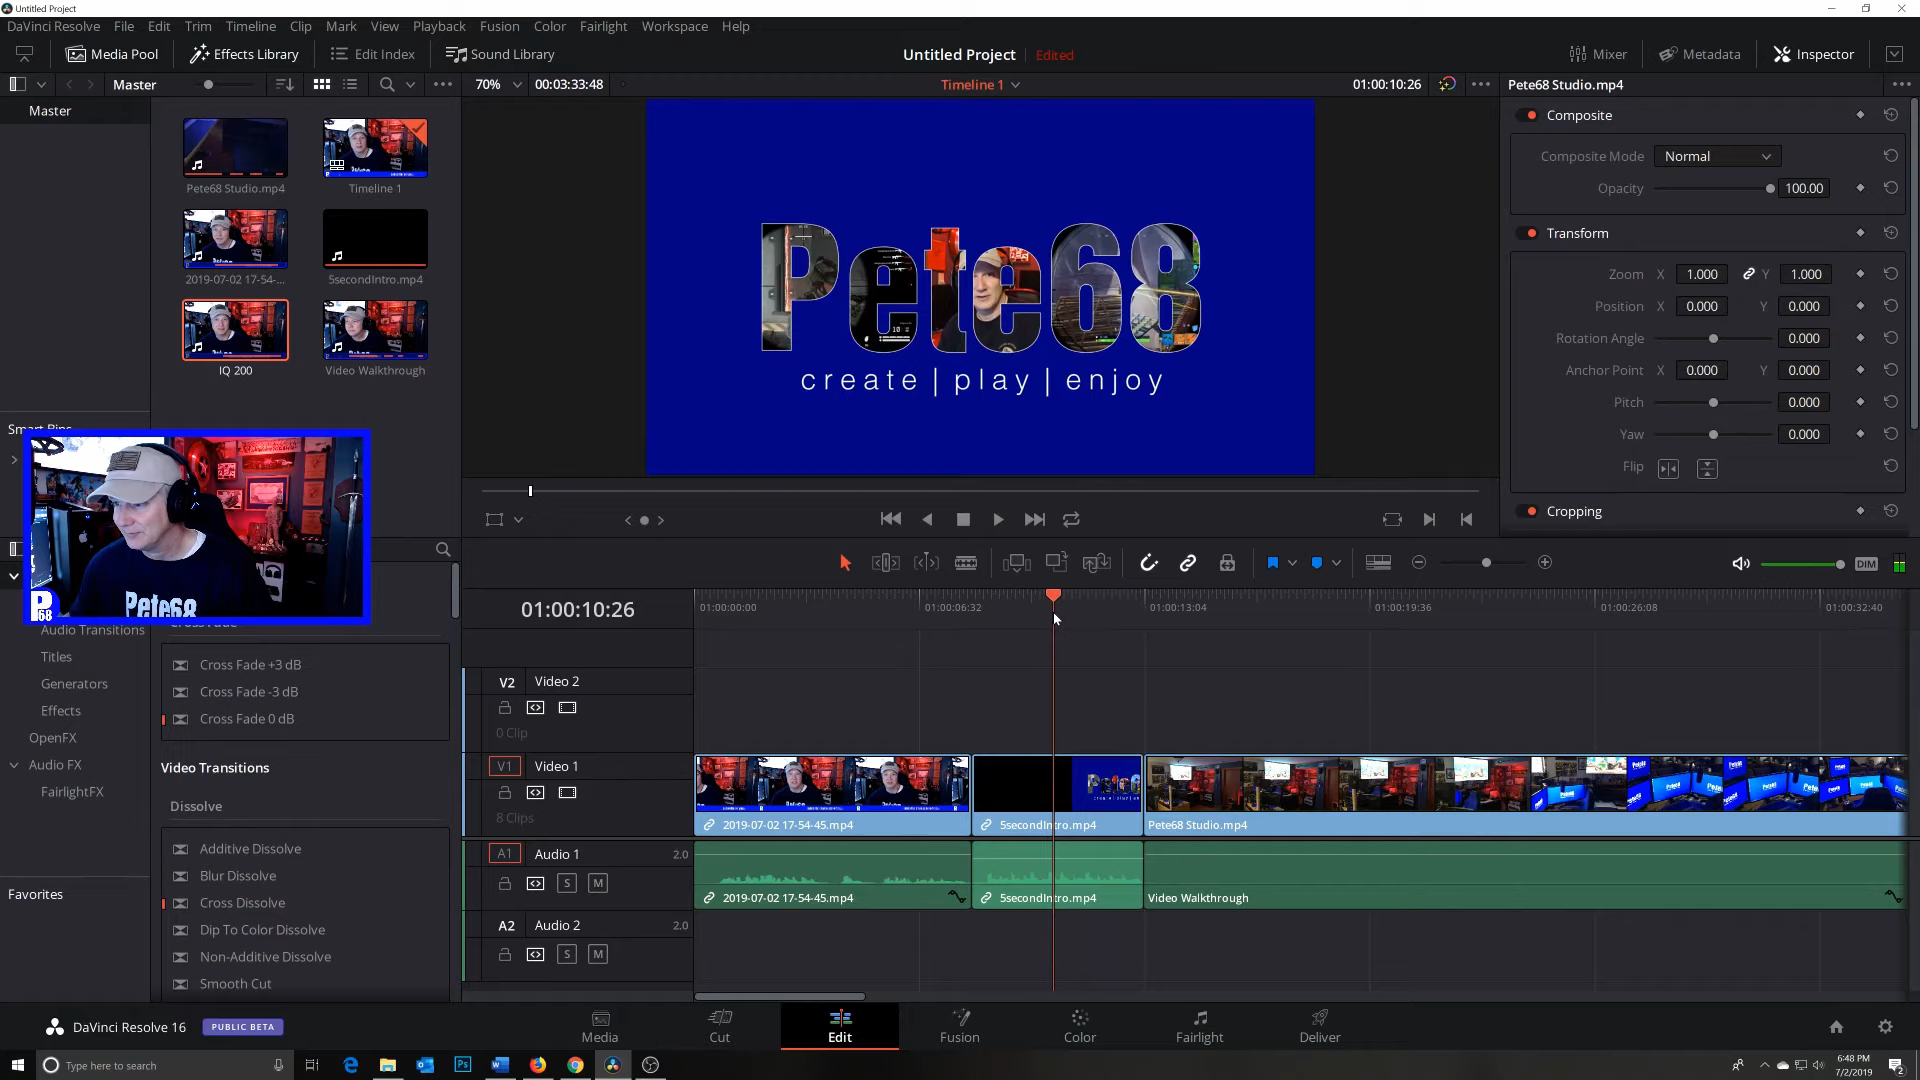 Untitled Project
DaVinci Resolve File Edit Trim Timeline Clip Mark View Playback Fusion Color Fairlight Workspace Help
Media Pool Effects Library Edit Index Sound Library Untitled Project Edited Mixer Metadata Inspector
Master 70% 00:03:33:48 Timeline 1 01:00:10:26 Pete68 Studio.mp4
Master
Pete68 Studio.mp4 Timeline 1
2019-07-02 17-54-... 5secondIntro.mp4
IQ 200 Video Walkthrough
Pete68
create | play | enjoy
Composite
Composite Mode Normal
Opacity 100.00
Transform
Zoom X 1.000 Y 1.000
Position X 0.000 Y 0.000
Rotation Angle 0.000
Anchor Point X 0.000 Y 0.000
Pitch 0.000
Yaw 0.000
Flip
Cropping
Smart Bins
Pete68
P
68
Audio Transitions
Titles
Generators
Effects
OpenFX
Audio FX
FairlightFX
Favorites
Cross Fade
Cross Fade +3 dB
Cross Fade -3 dB
Cross Fade 0 dB
Video Transitions
Dissolve
Additive Dissolve
Blur Dissolve
Cross Dissolve
Dip To Color Dissolve
Non-Additive Dissolve
Smooth Cut
DIM
01:00:10:26 01:00:00:00 01:00:06:32 01:00:13:04 01:00:19:36 01:00:26:08 01:00:32:40
V2 Video 2
0 Clip
V1 Video 1
8 Clips
2019-07-02 17-54-45.mp4 5secondIntro.mp4 Pete68 Studio.mp4
A1 Audio 1 2.0
S M
2019-07-02 17-54-45.mp4 5secondIntro.mp4 Video Walkthrough
A2 Audio 2 2.0
S M
DaVinci Resolve 16 PUBLIC BETA
Media Cut Edit Fusion Color Fairlight Deliver
Type here to search
6:48 PM
7/2/2019
2